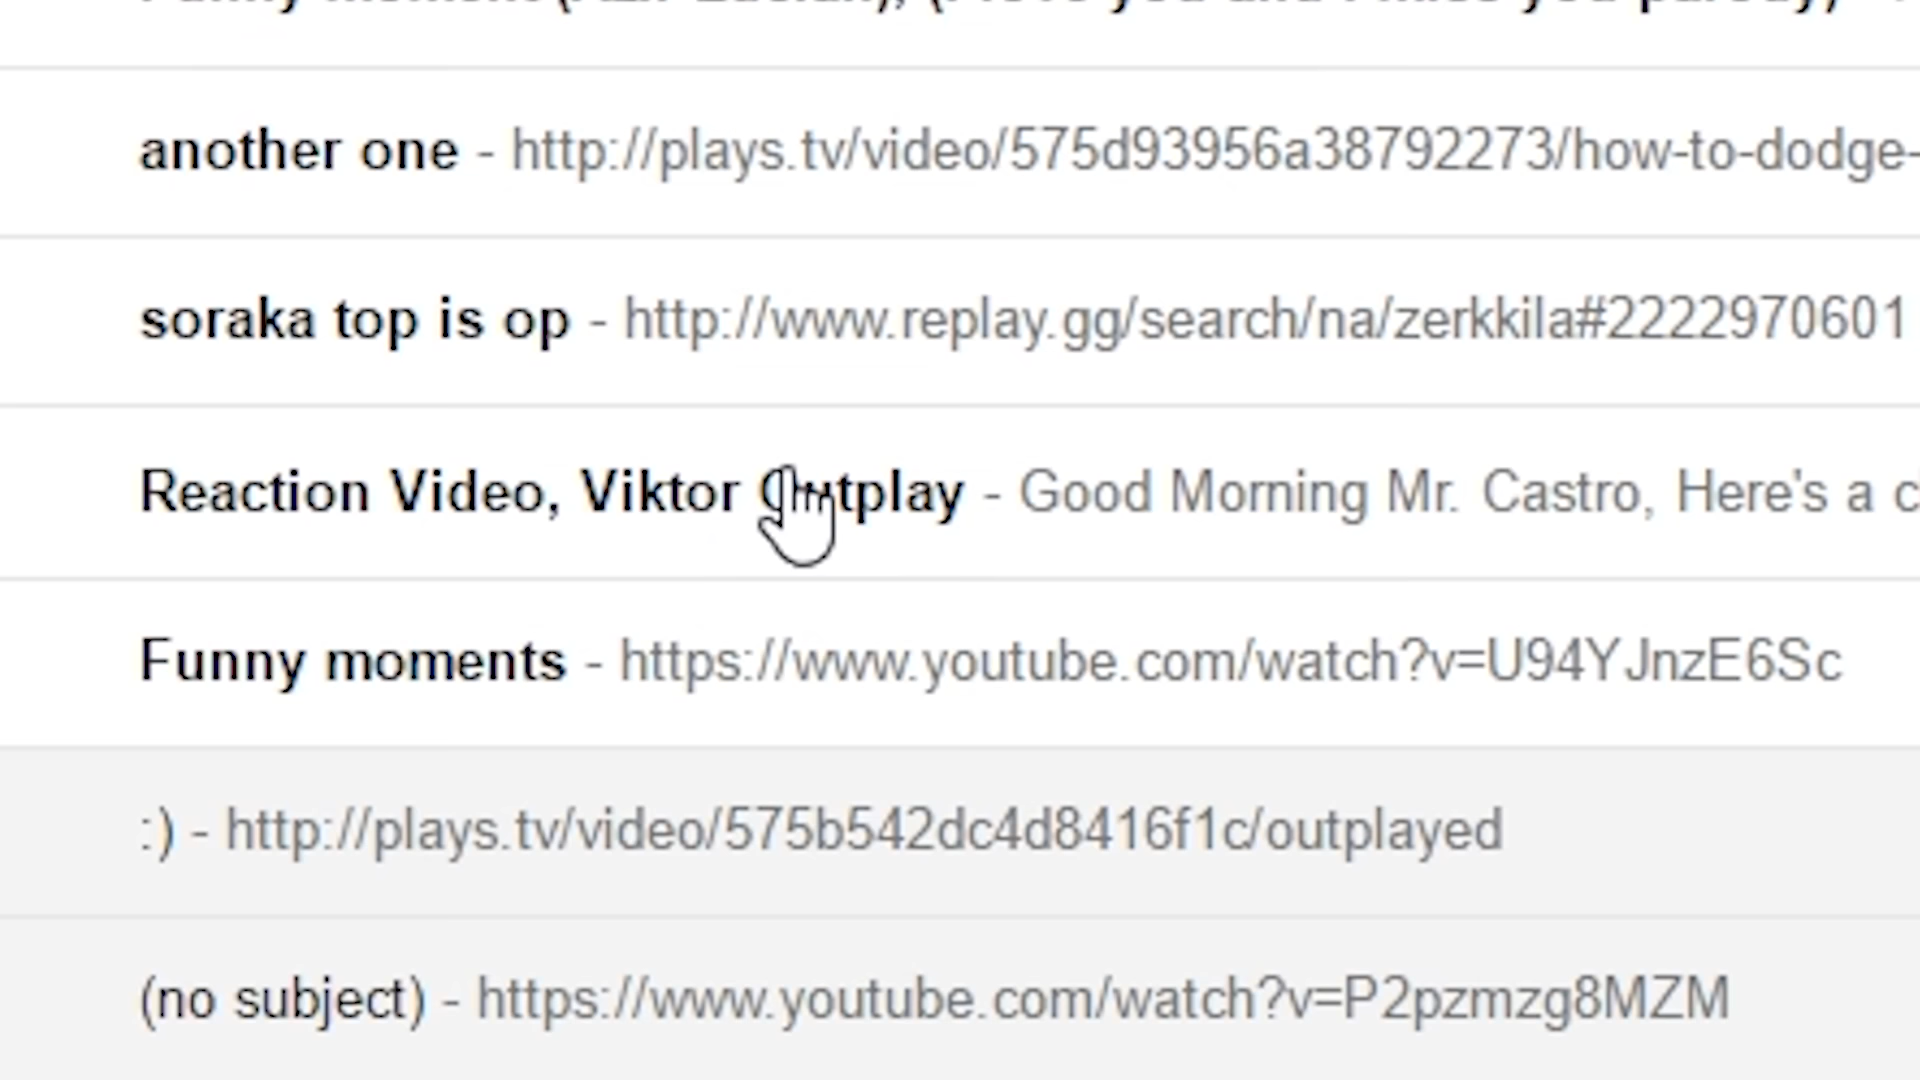 another one - http://plays.tv/video/575d93956a38792273/how-to-dodge-
soraka top is op - http://www.replay.gg/search/na/zerkkila#2222970601
Reaction Video, Viktor Outplay - Good Morning Mr. Castro, Here's a c
Funny moments - https://www.youtube.com/watch?v=U94YJnzE6Sc
:) - http://plays.tv/video/575b542dc4d8416f1c/outplayed
(no subject) - https://www.youtube.com/watch?v=P2pzmzg8MZM